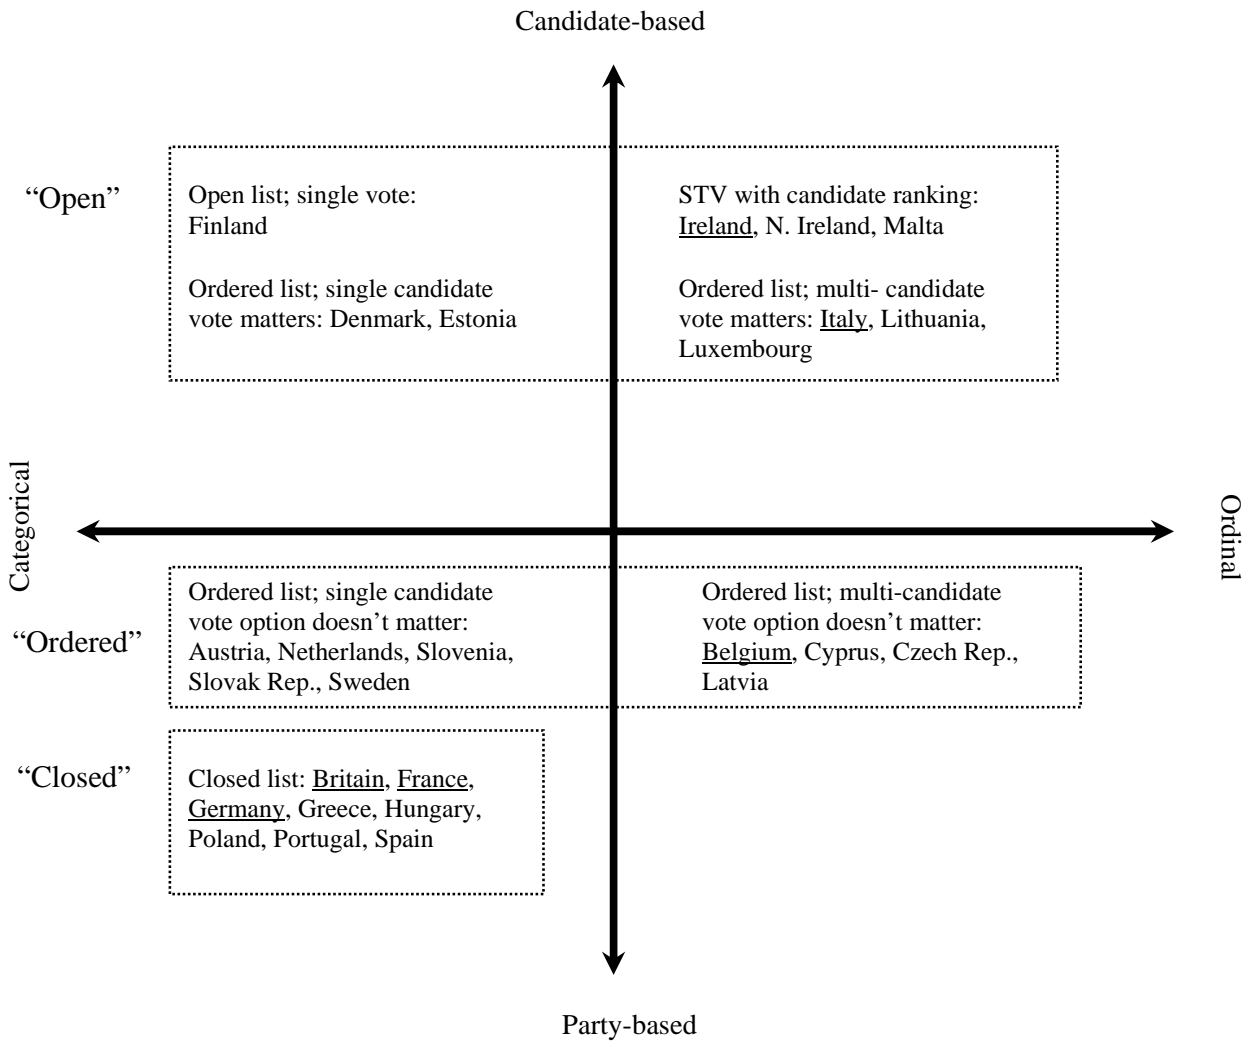 Candidate-based
“Open”
Open list; single vote:
Finland
Ordered list; single candidate
vote matters: Denmark, Estonia
STV with candidate ranking:
Ireland, N. Ireland, Malta
Ordered list; multi- candidate
vote matters: Italy, Lithuania,
Luxembourg
Categorical
Ordinal
“Ordered”
Ordered list; single candidate
vote option doesn’t matter:
Austria, Netherlands, Slovenia,
Slovak Rep., Sweden
Ordered list; multi-candidate
vote option doesn’t matter:
Belgium, Cyprus, Czech Rep.,
Latvia
“Closed”
Closed list: Britain, France,
Germany, Greece, Hungary,
Poland, Portugal, Spain
Party-based